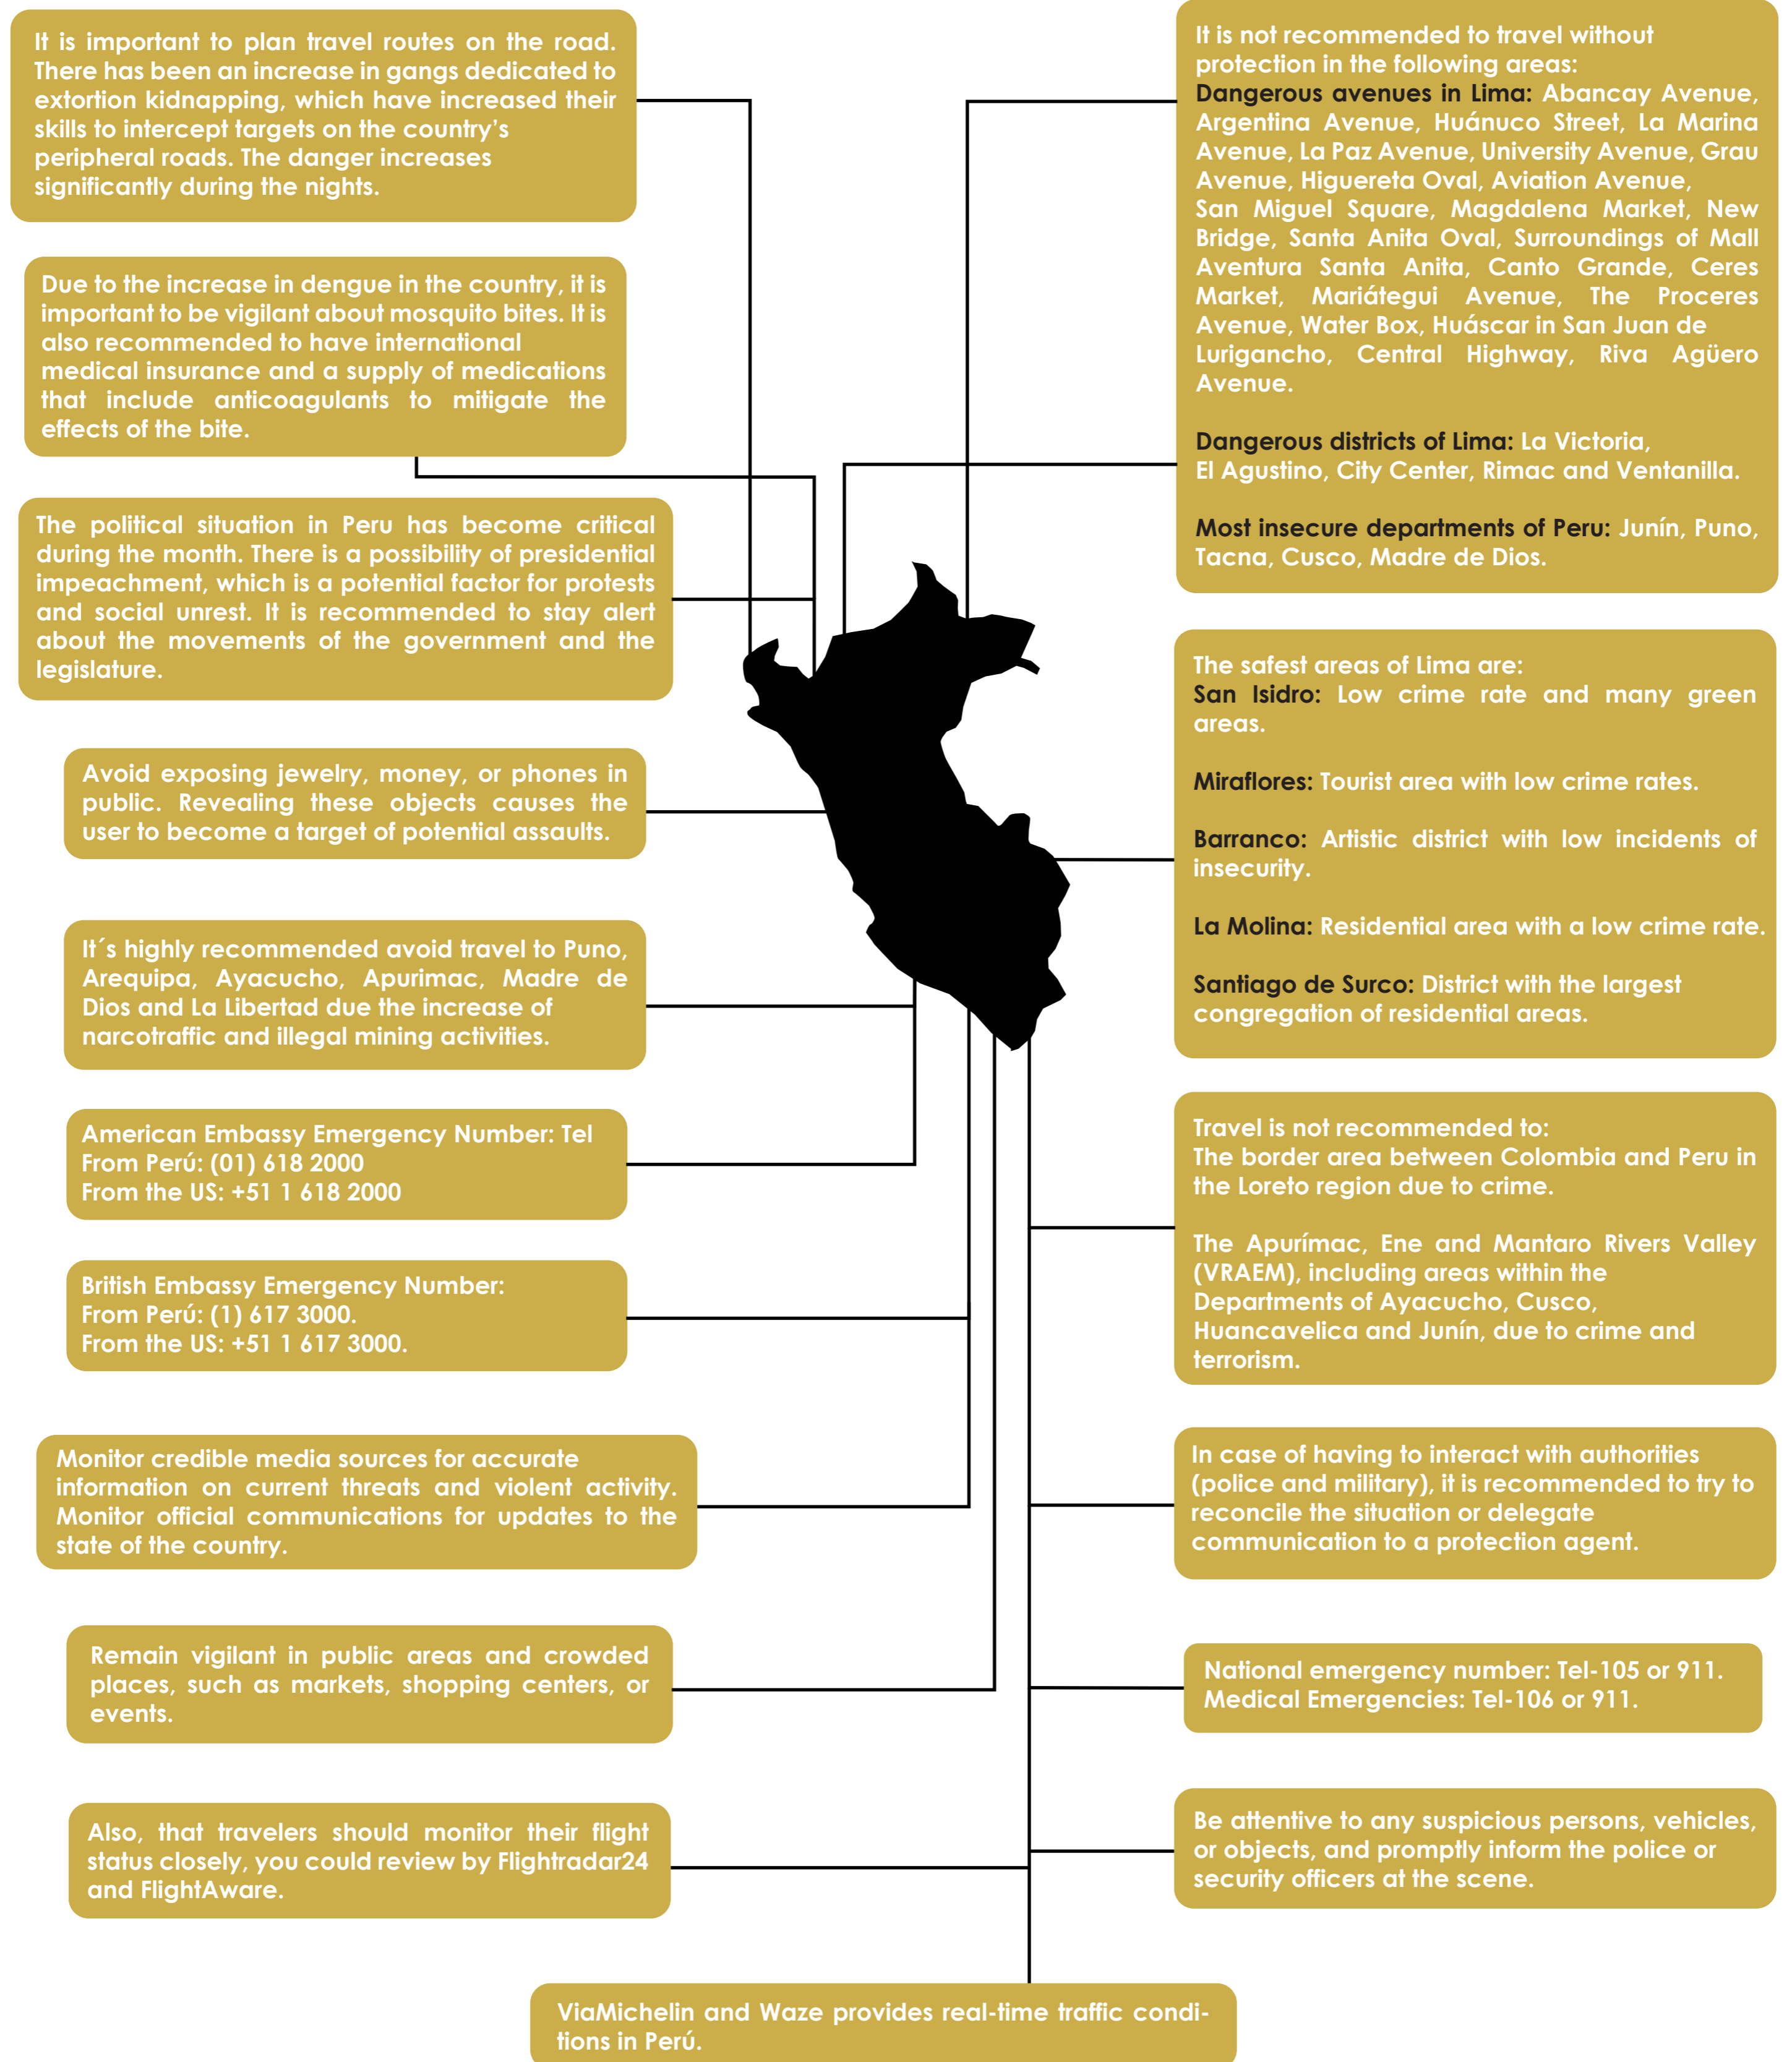 It is important to plan travel routes on the road.
There has been an increase in gangs dedicated to
extortion kidnapping, which have increased their
skills to intercept targets on the country's
peripheral roads. The danger increases
significantly during the nights.
Due to the increase in dengue in the country, it is
important to be vigilant about mosquito bites. It is
also recommended to have international
medical insurance and a supply of medications
that include anticoagulants to mitigate the
effects of the bite.
The political situation in Peru has become critical
during the month. There is a possibility of presidential
impeachment, which is a potential factor for protests
and social unrest. It is recommended to stay alert
about the movements of the government and the
legislature.
Avoid exposing jewelry, money, or phones in
public. Revealing these objects causes the
user to become a target of potential assaults.
It´s highly recommended avoid travel to Puno,
Arequipa, Ayacucho, Apurimac, Madre de
Dios and La Libertad due the increase of
narcotraffic and illegal mining activities.
American Embassy Emergency Number: Tel
From Perú: (01) 618 2000
From the US: +51 1 618 2000
British Embassy Emergency Number:
From Perú: (1) 617 3000.
From the US: +51 1 617 3000.
Monitor credible media sources for accurate
information on current threats and violent activity.
Monitor official communications for updates to the
state of the country.
Remain vigilant in public areas and crowded
places, such as markets, shopping centers, or
events.
Also, that travelers should monitor their flight
status closely, you could review by Flightradar24
and FlightAware.
It is not recommended to travel without
protection in the following areas:
Dangerous avenues in Lima: Abancay Avenue,
Argentina Avenue, Huánuco Street, La Marina
Avenue, La Paz Avenue, University Avenue, Grau
Avenue, Higuereta Oval, Aviation Avenue,
San Miguel Square, Magdalena Market, New
Bridge, Santa Anita Oval, Surroundings of Mall
Aventura Santa Anita, Canto Grande, Ceres
Market, Mariátegui Avenue, The Proceres
Avenue, Water Box, Huáscar in San Juan de
Lurigancho, Central Highway, Riva Agüero
Avenue.
Dangerous districts of Lima: La Victoria,
El Agustino, City Center, Rimac and Ventanilla.
Most insecure departments of Peru: Junín, Puno,
Tacna, Cusco, Madre de Dios.
The safest areas of Lima are:
San Isidro: Low crime rate and many green
areas.
Miraflores: Tourist area with low crime rates.
Barranco: Artistic district with low incidents of
insecurity.
La Molina: Residential area with a low crime rate.
Santiago de Surco: District with the largest
congregation of residential areas.
Travel is not recommended to:
The border area between Colombia and Peru in
the Loreto region due to crime.
The Apurímac, Ene and Mantaro Rivers Valley
(VRAEM), including areas within the
Departments of Ayacucho, Cusco,
Huancavelica and Junín, due to crime and
terrorism.
In case of having to interact with authorities
(police and military), it is recommended to try to
reconcile the situation or delegate
communication to a protection agent.
National emergency number: Tel-105 or 911.
Medical Emergencies: Tel-106 or 911.
Be attentive to any suspicious persons, vehicles,
or objects, and promptly inform the police or
security officers at the scene.
ViaMichelin and Waze provides real-time traffic condi-
tions in Perú.